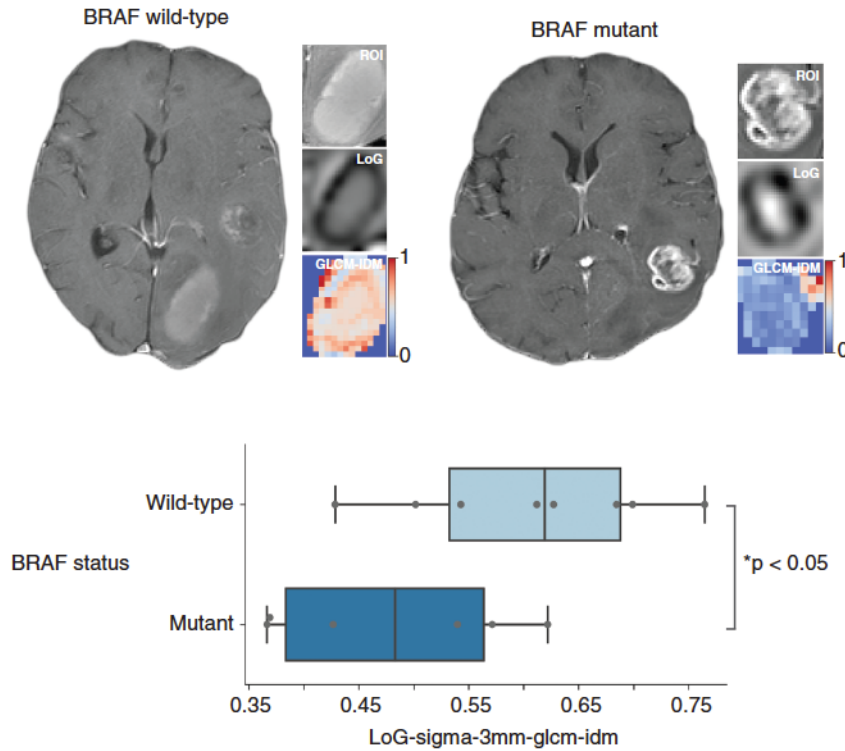 BRAF wild-type
ROI
LoG
GLCM-IDM
1
0
BRAF mutant
ROI
LoG
GLCM-IDM
1
0
Wild-type
BRAF status
*p < 0.05
Mutant
0.35
0.45
0.55
0.65
0.75
LoG-sigma-3mm-glcm-idm